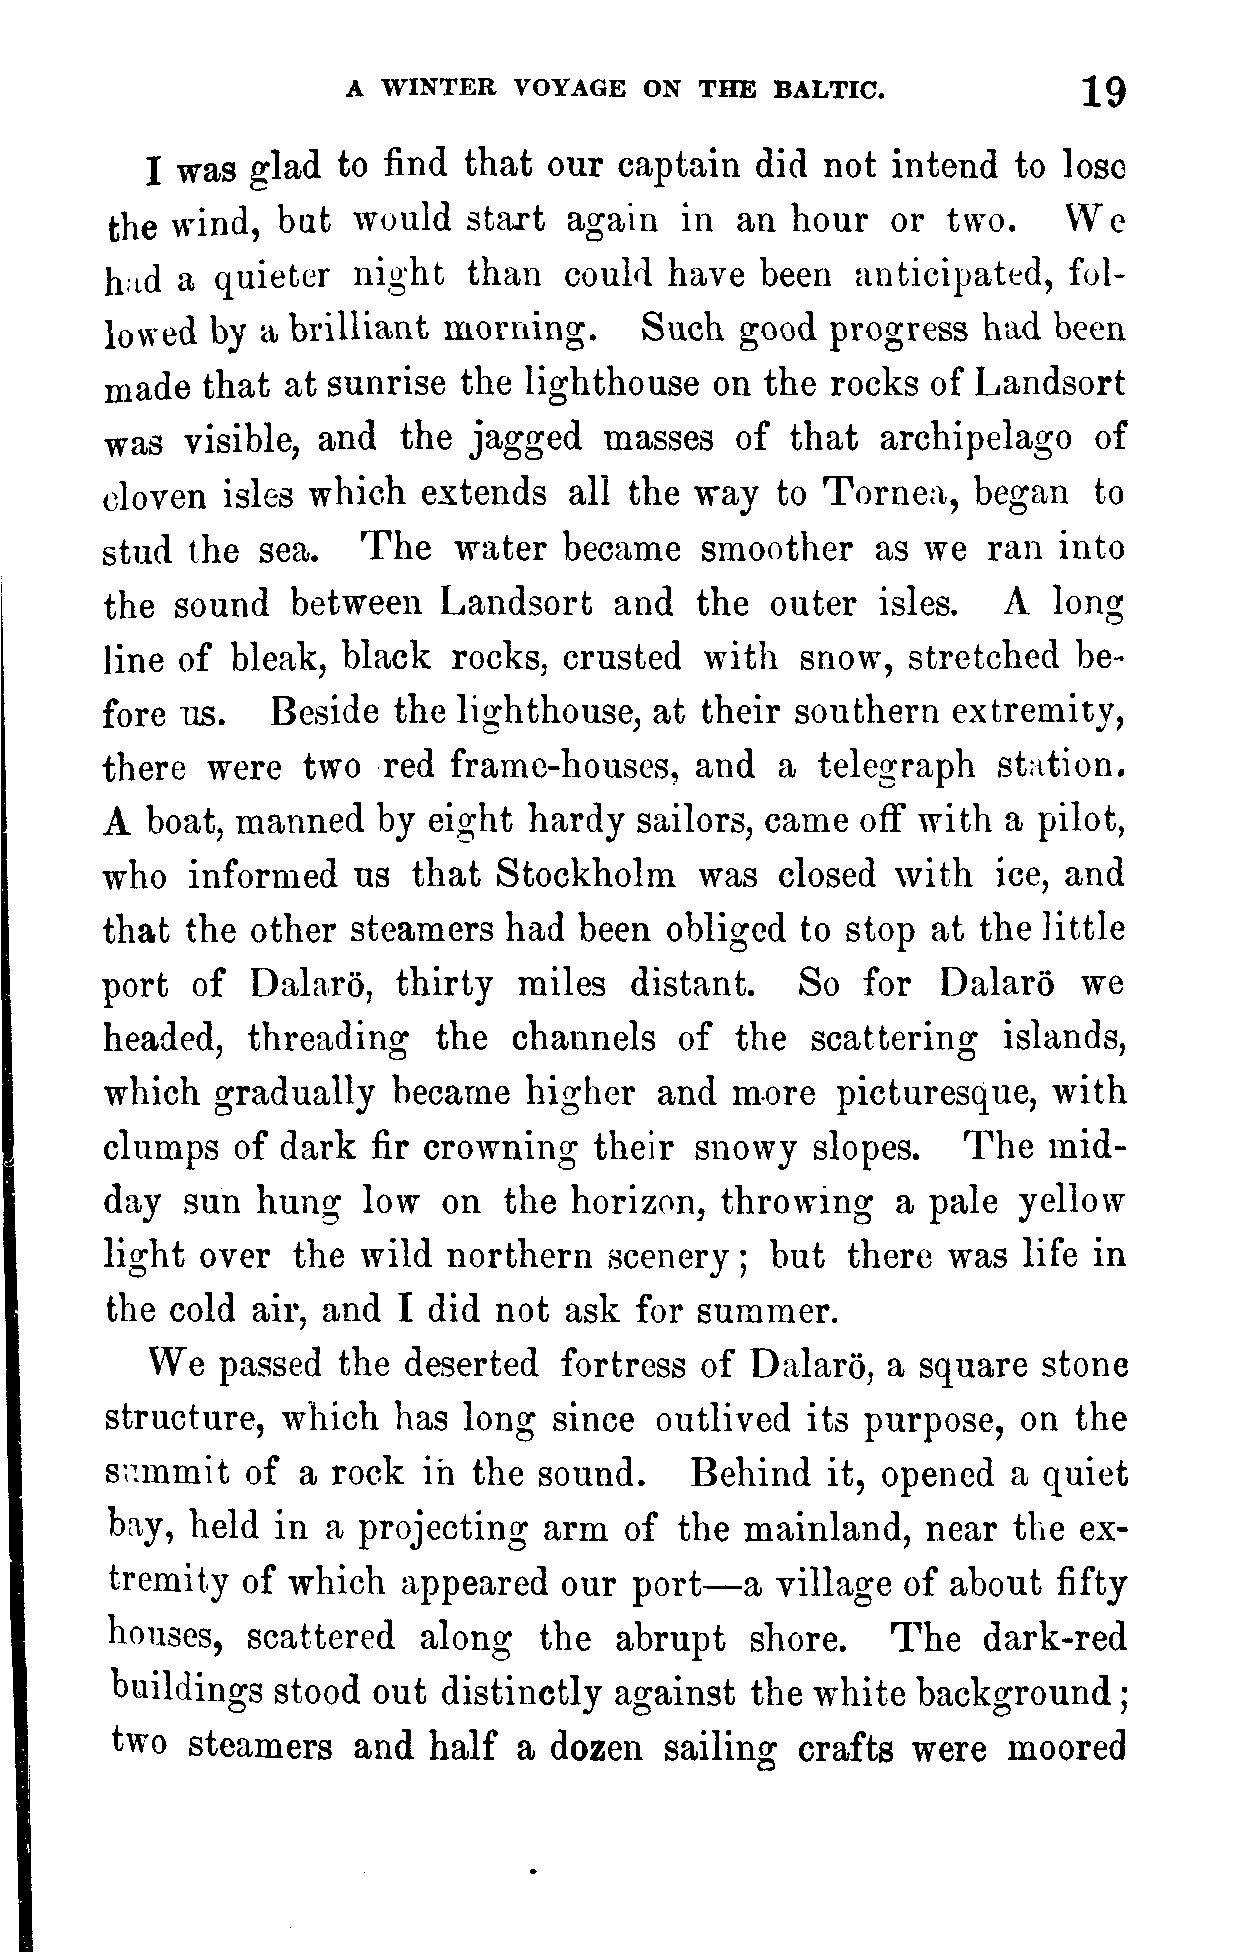 A WINTER VOYAGE ON THE BALTIC. 19
I was glad to find that our captain did not intend to lose
the wind, but would start again in an hour or two. We
had a quieter night than could have been anticipated, fol-
lowed by a brilliant morning. Such good progress had been
made that at sunrise the lighthouse on the rocks of Landsort
was visible, and the jagged masses of that archipelago of
cloven isles which extends all the way to Tornea, began to
stud the sea. The water became smoother as we ran into
the sound between Landsort and the outer isles. A long
line of bleak, black rocks, crusted with snow, stretched be-
fore us. Beside the lighthouse, at their southern extremity,
there were two red frame-houses, and a telegraph station.
A boat, manned by eight hardy sailors, came off with a pilot,
who informed us that Stockholm was closed with ice, and
that the other steamers had been obliged to stop at the little
port of Dalarö, thirty miles distant. So for Dalarö we
headed, threading the channels of the scattering islands,
which gradually became higher and more picturesque, with
clumps of dark fir crowning their snowy slopes. The mid-
day sun hung low on the horizon, throwing a pale yellow
light over the wild northern scenery; but there was life in
the cold air, and I did not ask for summer.
We passed the deserted fortress of Dalarö, a square stone
structure, which has long since outlived its purpose, on the
summit of a rock in the sound. Behind it, opened a quiet
bay, held in a projecting arm of the mainland, near the ex-
tremity of which appeared our port—a village of about fifty
houses, scattered along the abrupt shore. The dark-red
buildings stood out distinctly against the white background;
two steamers and half a dozen sailing crafts were moored